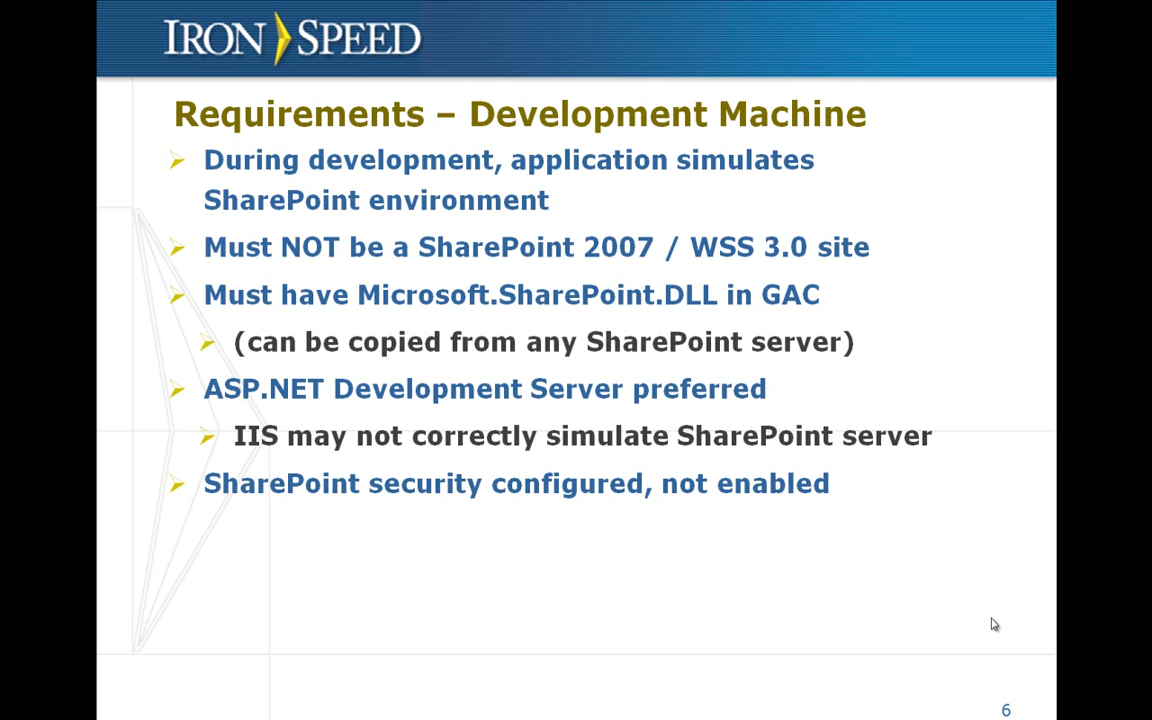 IRON SPEED
Requirements – Development Machine
During development, application simulates
SharePoint environment
Must NOT be a SharePoint 2007 / WSS 3.0 site
Must have Microsoft.SharePoint.DLL in GAC
(can be copied from any SharePoint server)
ASP.NET Development Server preferred
IIS may not correctly simulate SharePoint server
SharePoint security configured, not enabled
6